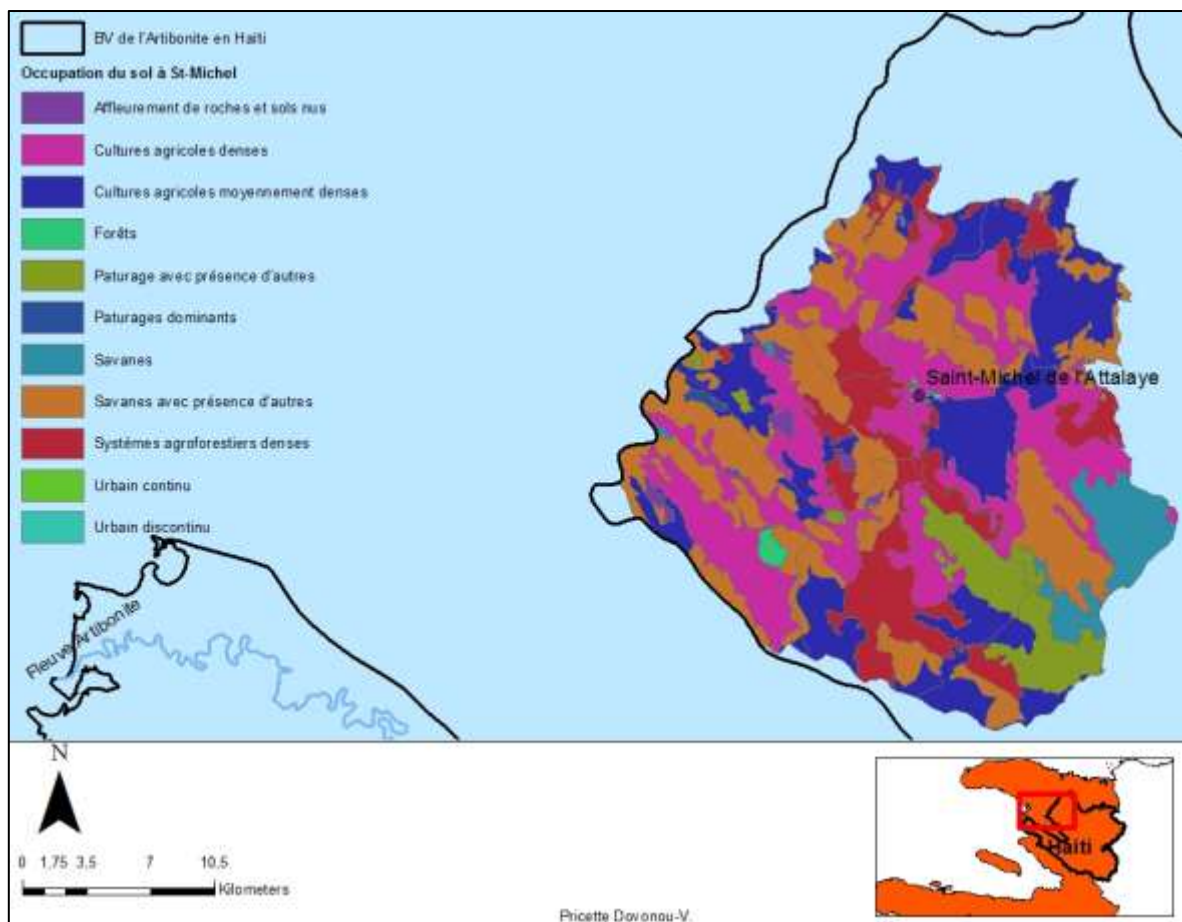 BV de l'Artibonite en Haïti
Occupation du sol à St-Michel
Affleurement de roches et sols nus
Cultures agricoles denses
Cultures agricoles moyennement denses
Forêts
Paturage avec présence d'autres
Paturages dominants
Savanes
Savanes avec présence d'autres
Systèmes agroforestiers denses
Urbain continu
Urbain discontinu
Saint-Michel de l'Attalaye
Fleuve Artibonite
N
0 1,75 3,5 7 10,5
Kilometers
Haïti
Pricette Dovonou-V.